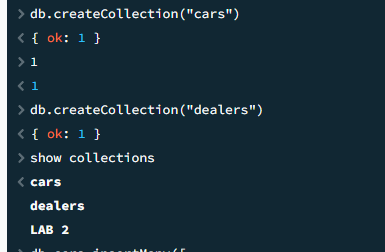 > db.createCollection("cars")
< { ok: 1 }
> 1
< 1
> db.createCollection("dealers")
< { ok: 1 }
> show collections
< cars
dealers
LAB 2